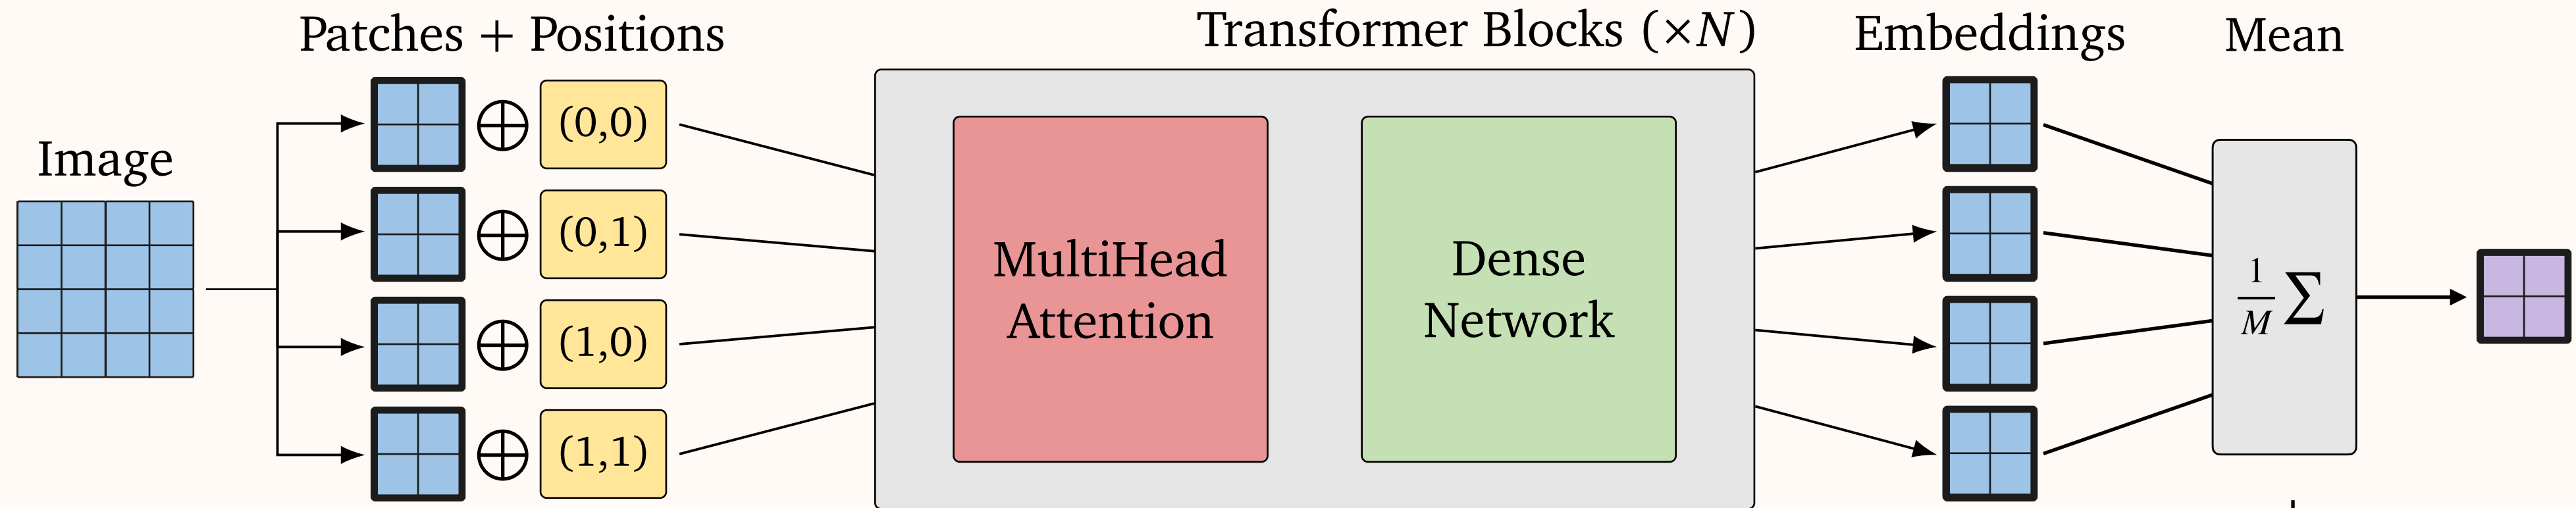 Patches + Positions
Transformer Blocks (×N)
Embeddings
Mean
Image
(0,0)
(0,1)
(1,0)
(1,1)
MultiHead
Attention
Dense
Network
1/M Σ